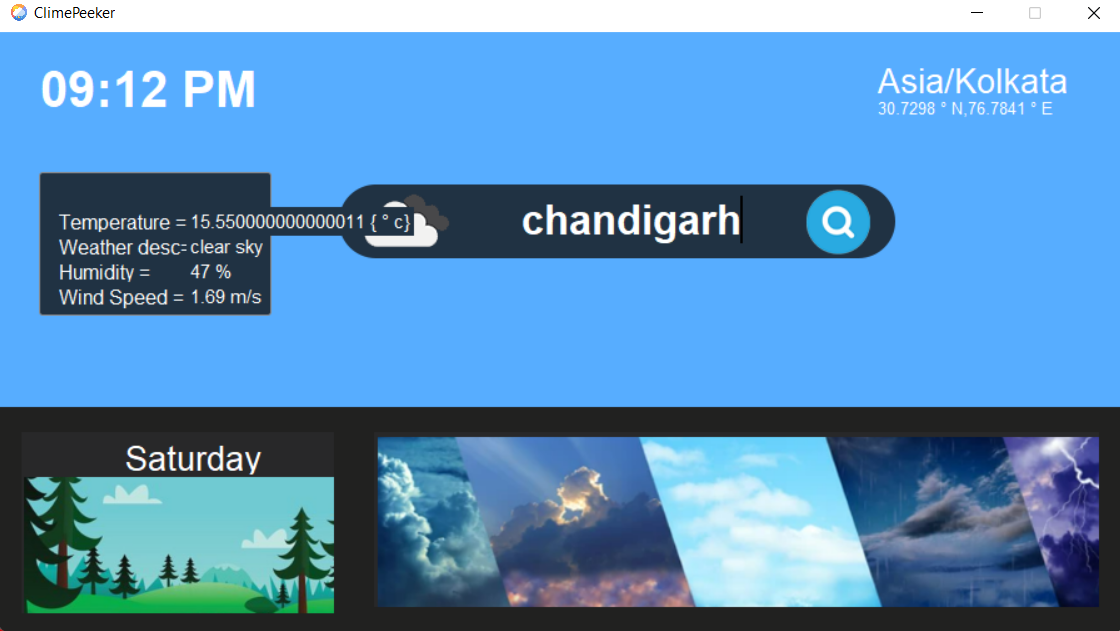 ClimePeeker
09:12 PM
Asia/Kolkata
30.7298 ° N,76.7841 ° E
Temperature = 15.550000000000011 { ° c}
Weather desc= clear sky
Humidity = 47 %
Wind Speed = 1.69 m/s
chandigarh
Saturday